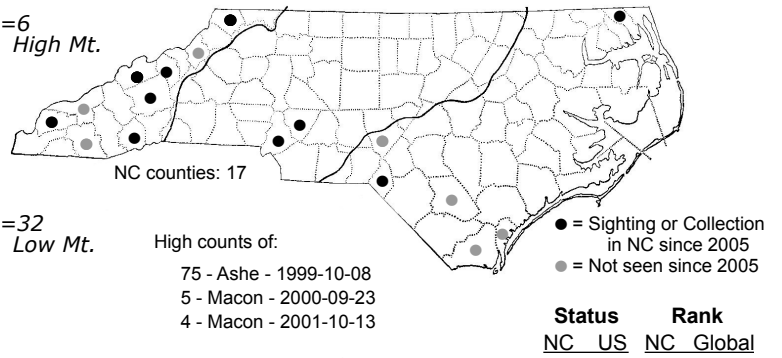 =6
High Mt.
NC counties: 17
=32
Low Mt.
High counts of:
75 - Ashe - 1999-10-08
5 - Macon - 2000-09-23
4 - Macon - 2001-10-13
= Sighting or Collection
in NC since 2005
= Not seen since 2005
Status Rank
NC US NC Global